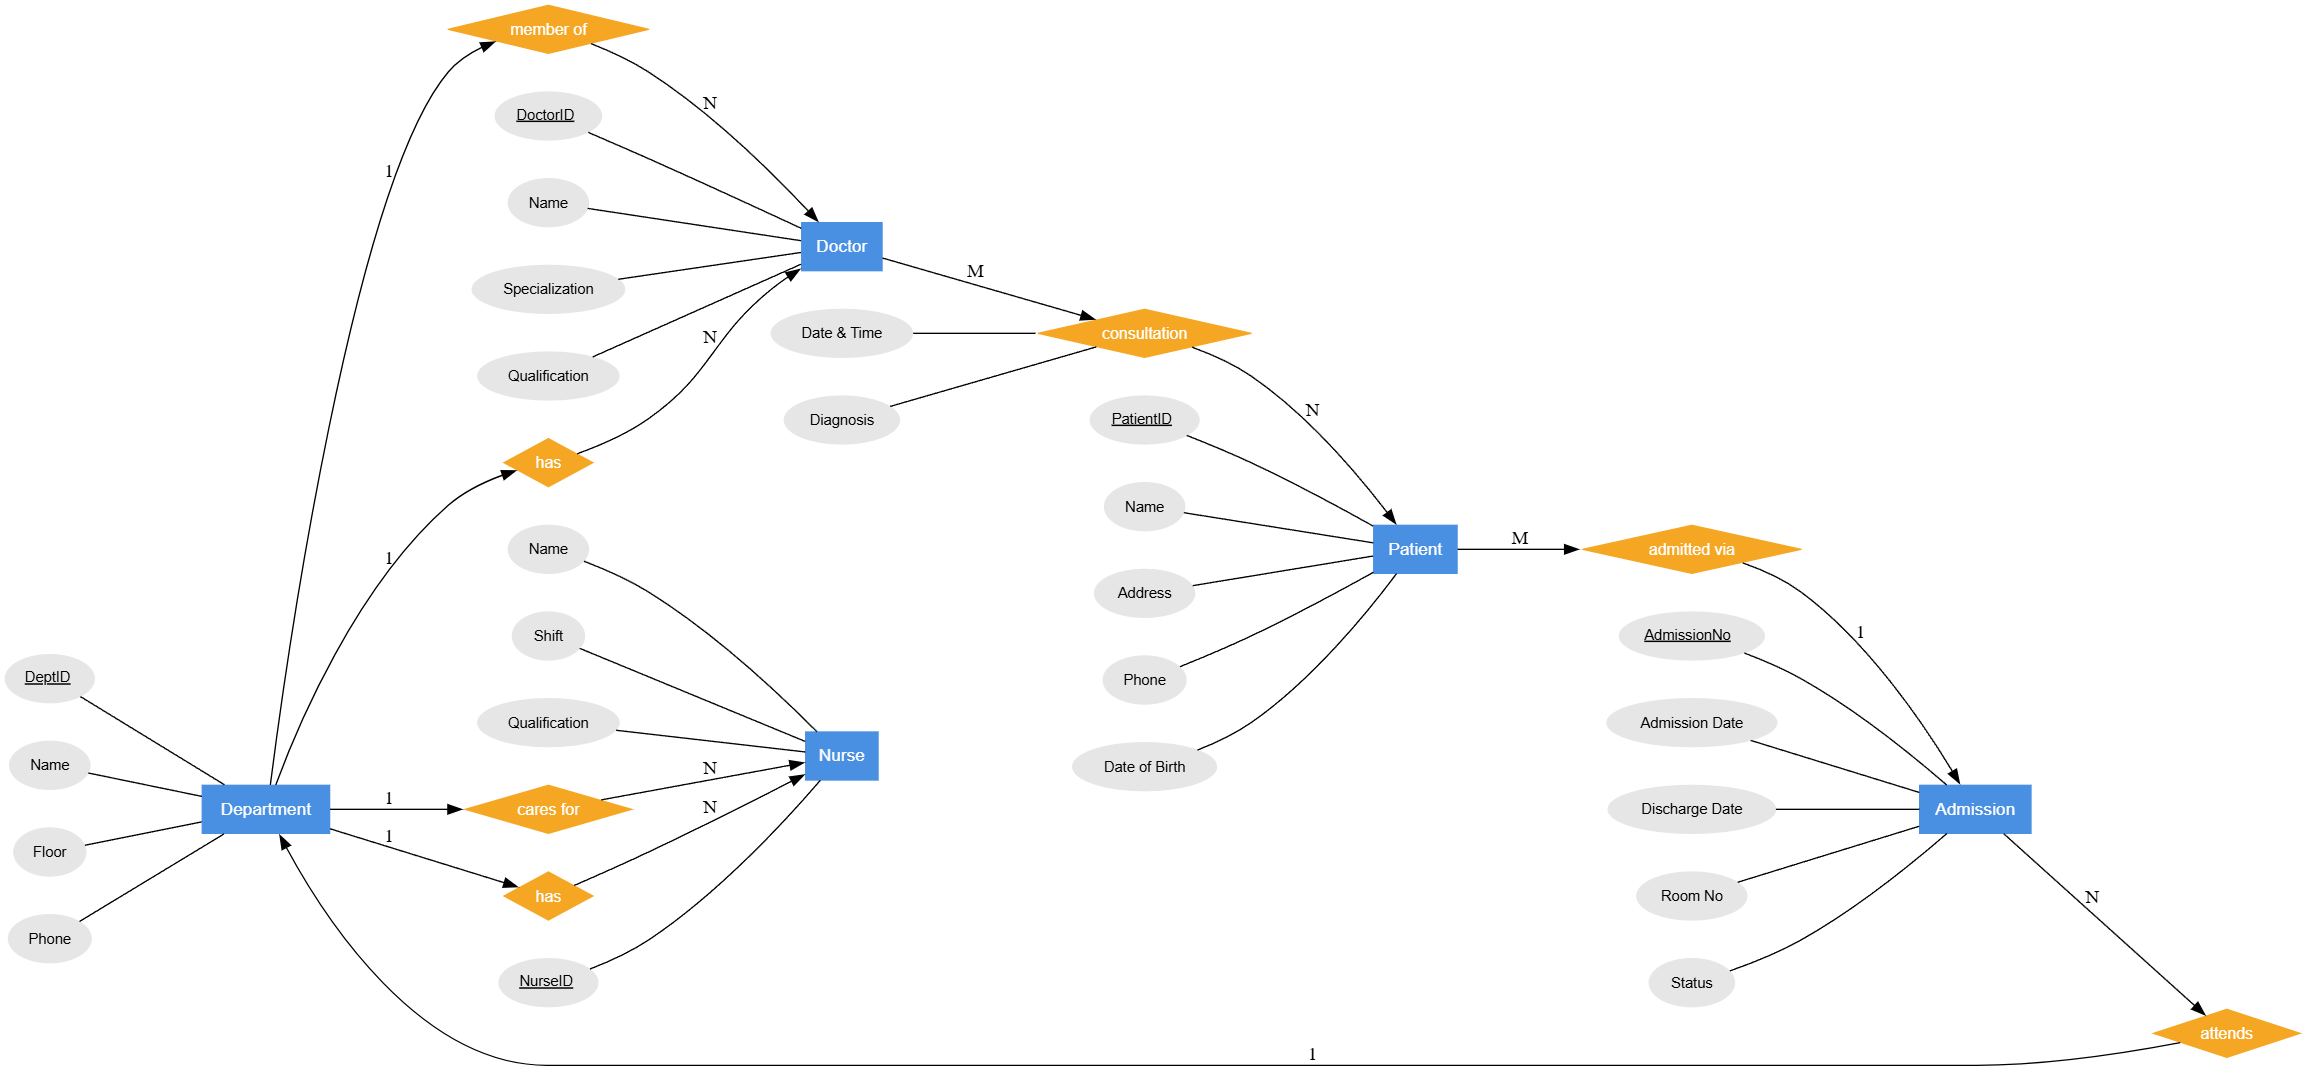 member of
N
DoctorID
1
Name
Doctor
M
Specialization
N
Date & Time
consultation
Qualification
N
Diagnosis
PatientID
has
Name
Name
Patient
M
admitted via
1
Address
1
Shift
AdmissionNo
DeptID
Phone
Qualification
Admission Date
Name
Nurse
Date of Birth
N
1
Department
cares for
N
Discharge Date
Admission
1
Floor
has
Room No
N
Phone
NurseID
Status
attends
1